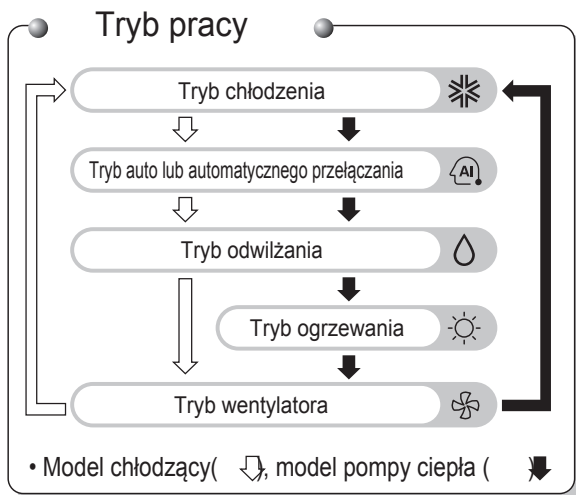 Tryb pracy
Tryb chłodzenia
Tryb auto lub automatycznego przełączania
AI
Tryb odwilżania
Tryb ogrzewania
Tryb wentylatora
• Model chłodzący( ), model pompy ciepła ( )